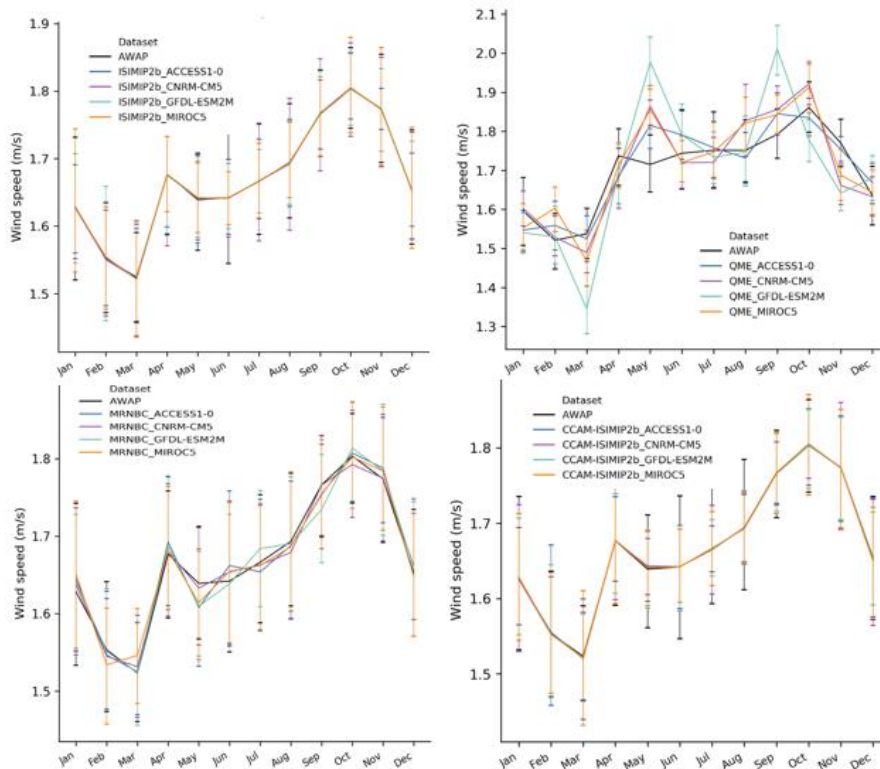 1.9
1.8
1.7
1.6
1.5
Wind speed (m/s)
Dataset
AWAP
ISIMIP2b_ACCESS1-0
ISIMIP2b_CNRM-CM5
ISIMIP2b_GFDL-ESM2M
ISIMIP2b_MIROC5
Jan Feb Mar Apr May Jun Jul Aug Sep Oct Nov Dec
2.1
2.0
1.9
1.8
1.7
1.6
1.5
1.4
1.3
Wind speed (m/s)
Dataset
AWAP
QME_ACCESS1-0
QME_CNRM-CM5
QME_GFDL-ESM2M
QME_MIROC5
Jan Feb Mar Apr May Jun Jul Aug Sep Oct Nov Dec
1.8
1.7
1.6
1.5
Wind speed (m/s)
Dataset
AWAP
MRNBC_ACCESS1-0
MRNBC_CNRM-CM5
MRNBC_GFDL-ESM2M
MRNBC_MIROC5
Jan Feb Mar Apr May Jun Jul Aug Sep Oct Nov Dec
1.8
1.7
1.6
1.5
Wind speed (m/s)
Dataset
AWAP
CCAM-ISIMIP2b_ACCESS1-0
CCAM-ISIMIP2b_CNRM-CM5
CCAM-ISIMIP2b_GFDL-ESM2M
CCAM-ISIMIP2b_MIROC5
Jan Feb Mar Apr May Jun Jul Aug Sep Oct Nov Dec